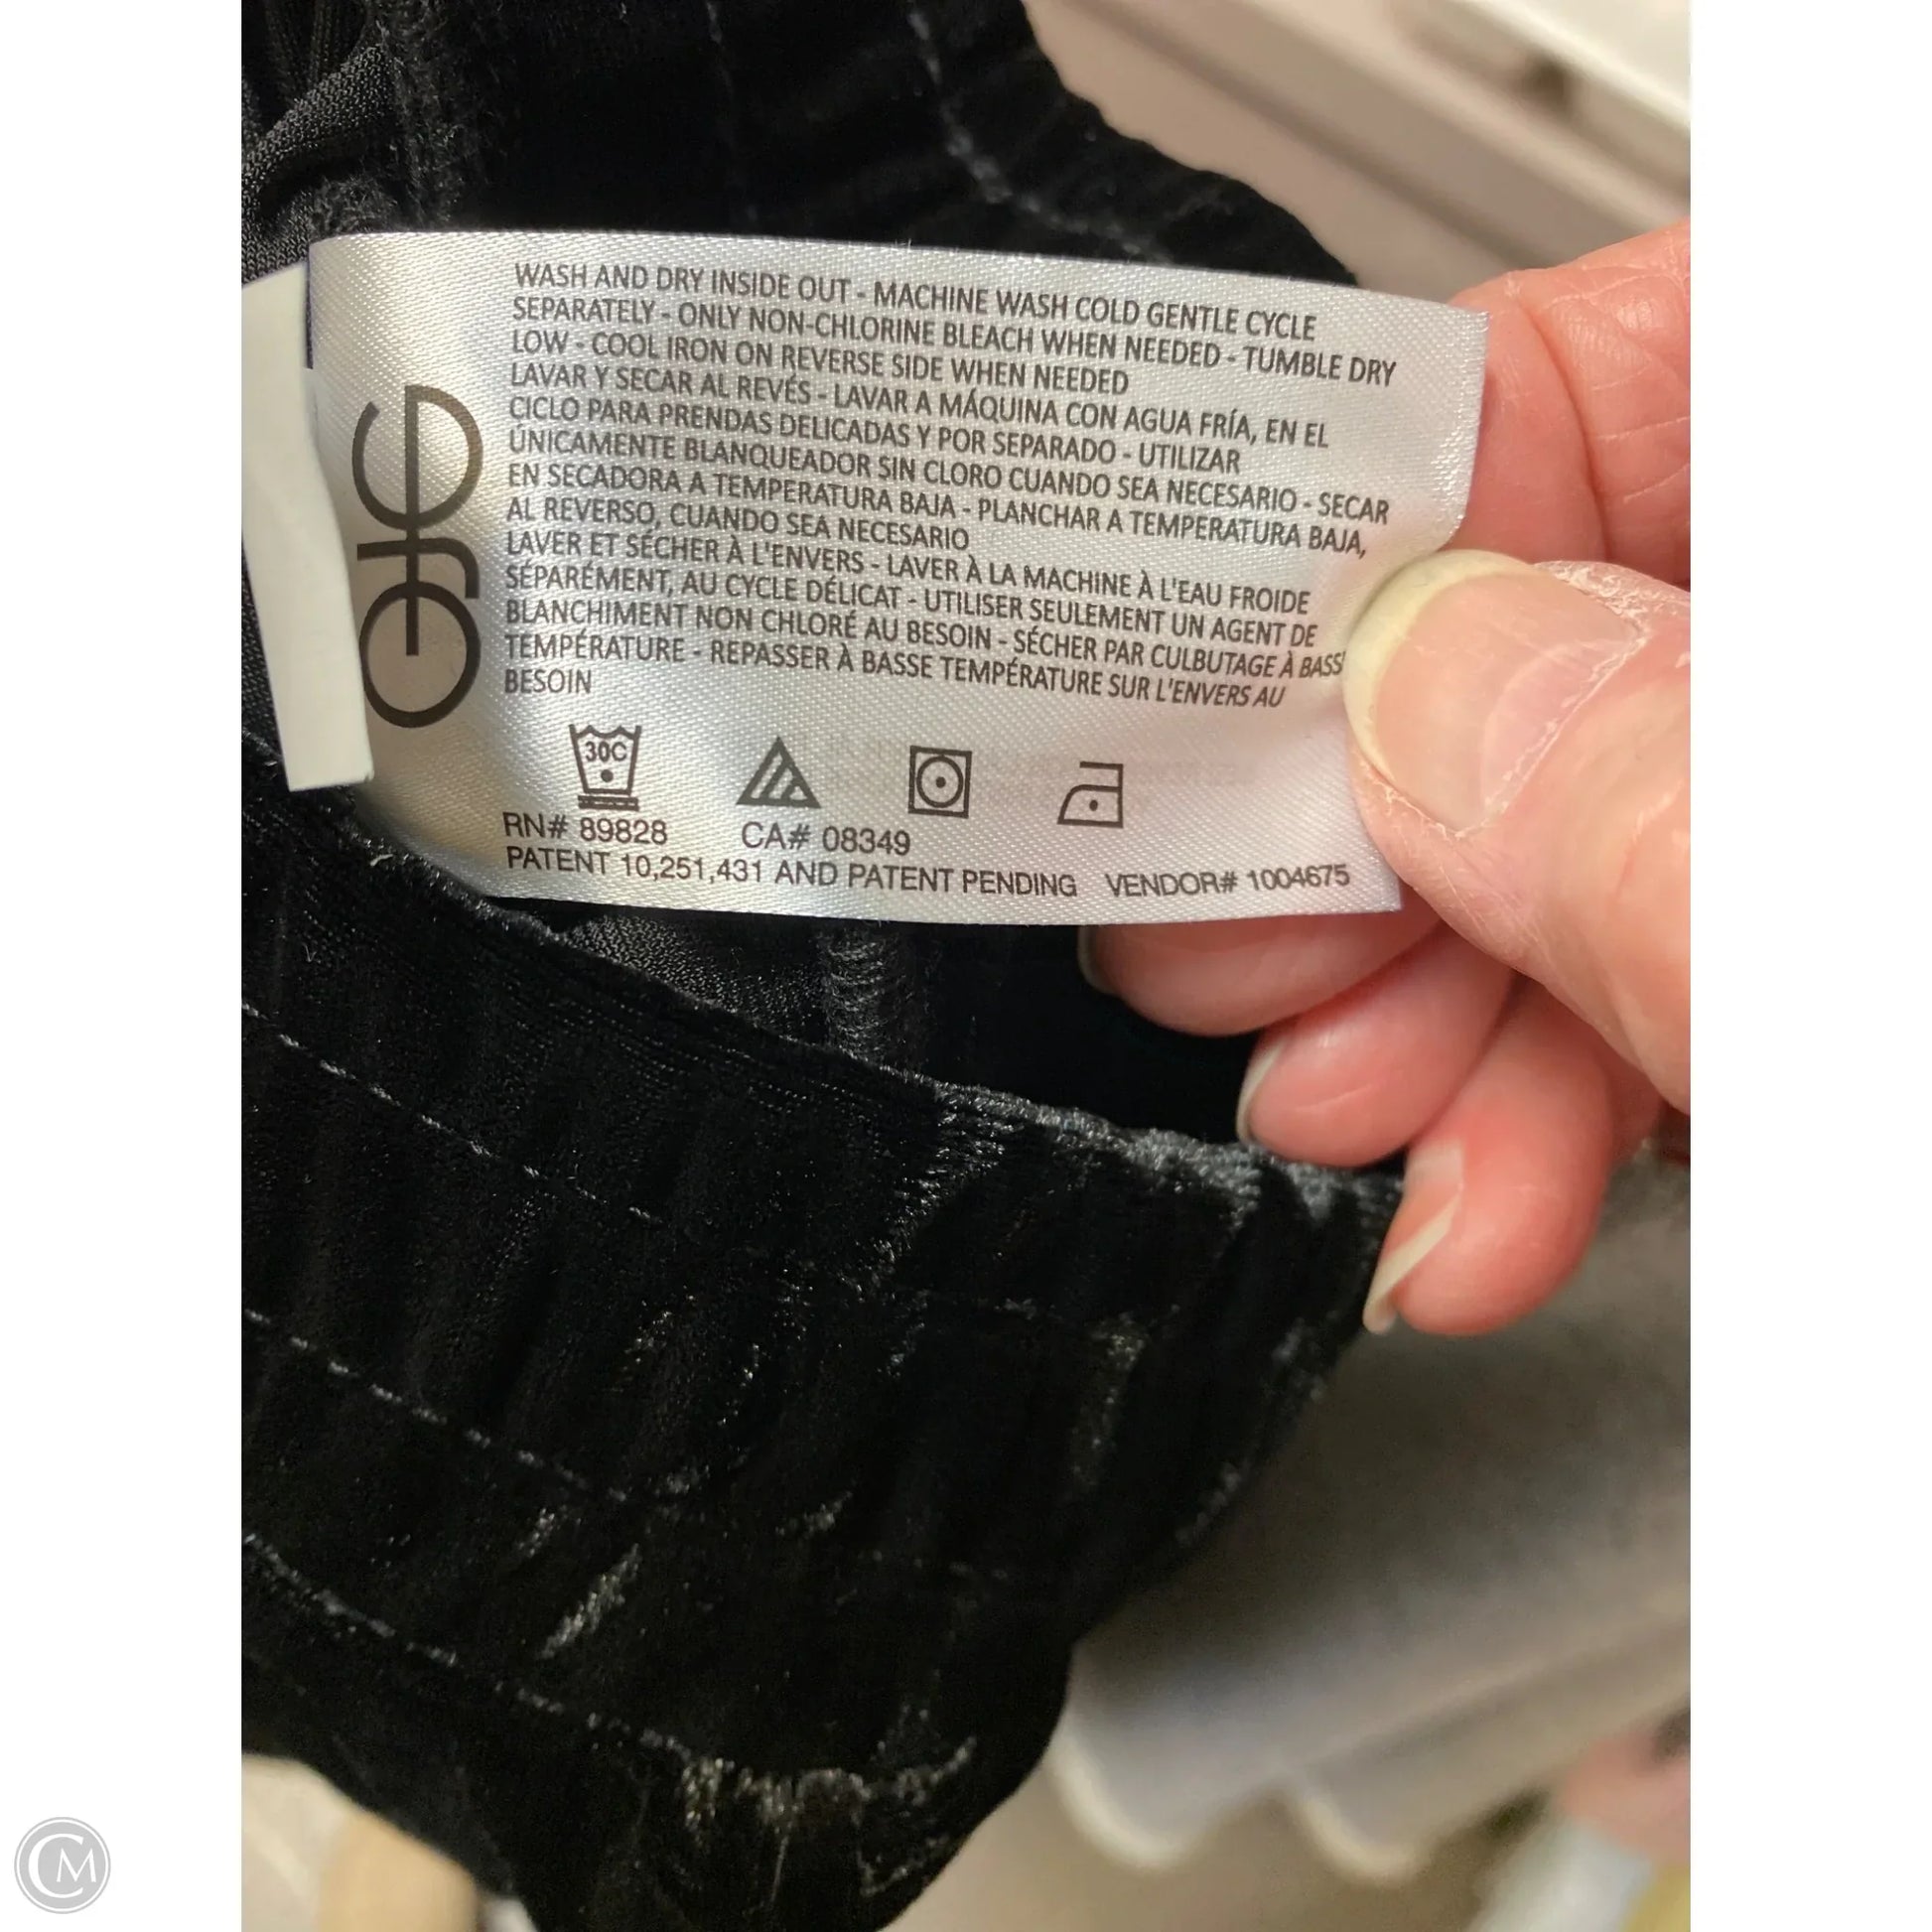 WASH AND DRY INSIDE OUT - MACHINE WASH COLD GENTLE CYCLE
SEPARATELY - ONLY NON-CHLORINE BLEACH WHEN NEEDED - TUMBLE DRY
LOW - COOL IRON ON REVERSE SIDE WHEN NEEDED
LAVAR Y SECAR AL REVÉS - LAVAR A MÁQUINA CON AGUA FRÍA, EN EL
CICLO PARA PRENDAS DELICADAS Y POR SEPARADO - UTILIZAR
ÚNICAMENTE BLANQUEADOR SIN CLORO CUANDO SEA NECESARIO - SECAR
EN SECADORA A TEMPERATURA BAJA - PLANCHAR A TEMPERATURA BAJA,
AL REVERSO, CUANDO SEA NECESARIO
LAVER ET SÉCHER À L'ENVERS - LAVER À LA MACHINE À L'EAU FROIDE
SÉPARÉMENT, AU CYCLE DÉLICAT - UTILISER SEULEMENT UN AGENT DE
BLANCHIMENT NON CHLORÉ AU BESOIN - SÉCHER PAR CULBUTAGE À BASS
TEMPÉRATURE - REPASSER À BASSE TEMPÉRATURE SUR L'ENVERS AU
BESOIN
30C
RN# 89828 CA# 08349
PATENT 10,251,431 AND PATENT PENDING VENDOR# 1004675
CM